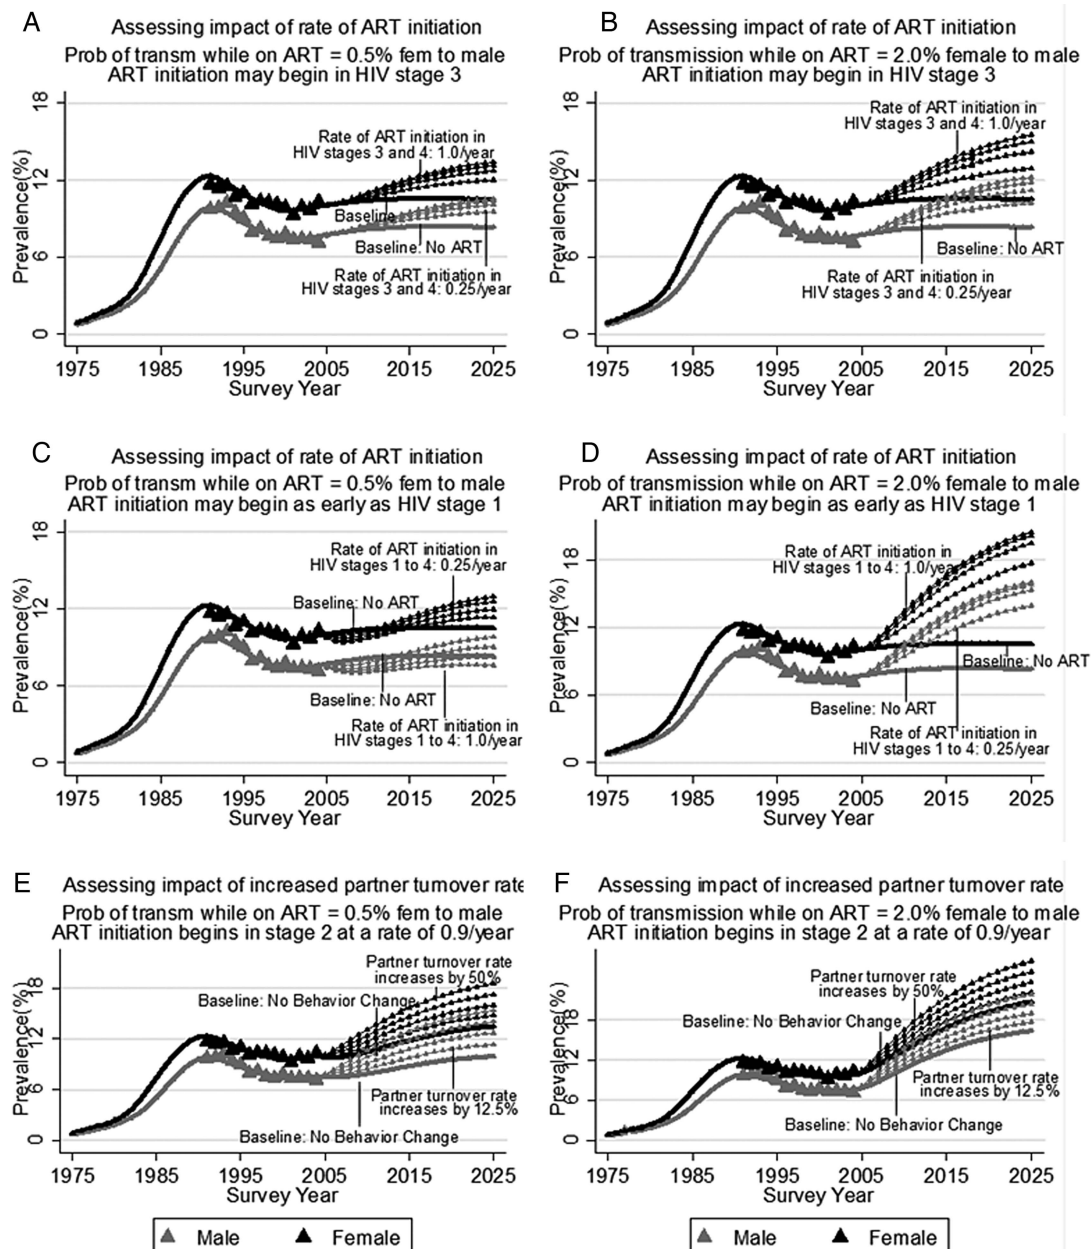 A
Assessing impact of rate of ART initiation
Prob of transm while on ART = 0.5% fem to male
ART initiation may begin in HIV stage 3
Prevalence(%)
18
12
6
0
Rate of ART initiation in
HIV stages 3 and 4: 1.0/year
Baseline
Baseline: No ART
Rate of ART initiation in
HIV stages 3 and 4: 0.25/year
1975 1985 1995 2005 2015 2025
Survey Year
B
Assessing impact of rate of ART initiation
Prob of transmission while on ART = 2.0% female to male
ART initiation may begin in HIV stage 3
Prevalence(%)
18
12
6
0
Rate of ART initiation in
HIV stages 3 and 4: 1.0/year
Baseline: No ART
Rate of ART initiation in
HIV stages 3 and 4: 0.25/year
1975 1985 1995 2005 2015 2025
Survey Year
C
Assessing impact of rate of ART initiation
Prob of transm while on ART = 0.5% fem to male
ART initiation may begin as early as HIV stage 1
Prevalence(%)
18
12
6
0
Rate of ART initiation in
HIV stages 1 to 4: 0.25/year
Baseline: No ART
Baseline: No ART
Rate of ART initiation in
HIV stages 1 to 4: 1.0/year
1975 1985 1995 2005 2015 2025
Survey Year
D
Assessing impact of rate of ART initiation
Prob of transmission while on ART = 2.0% female to male
ART initiation may begin as early as HIV stage 1
Prevalence(%)
18
12
6
0
Rate of ART initiation in
HIV stages 1 to 4: 1.0/year
Baseline: No ART
Baseline: No ART
Rate of ART initiation in
HIV stages 1 to 4: 0.25/year
1975 1985 1995 2005 2015 2025
Survey Year
E
Assessing impact of increased partner turnover rate
Prob of transm while on ART = 0.5% fem to male
ART initiation begins in stage 2 at a rate of 0.9/year
Prevalence(%)
18
12
6
0
Partner turnover rate
increases by 50%
Baseline: No Behavior Change
Partner turnover rate
increases by 12.5%
Baseline: No Behavior Change
1975 1985 1995 2005 2015 2025
Survey Year
Male Female
F
Assessing impact of increased partner turnover rate
Prob of transmission while on ART = 2.0% female to male
ART initiation begins in stage 2 at a rate of 0.9/year
Prevalence(%)
18
12
6
0
Partner turnover rate
increases by 50%
Baseline: No Behavior Change
Partner turnover rate
increases by 12.5%
Baseline: No Behavior Change
1975 1985 1995 2005 2015 2025
Survey Year
Male Female